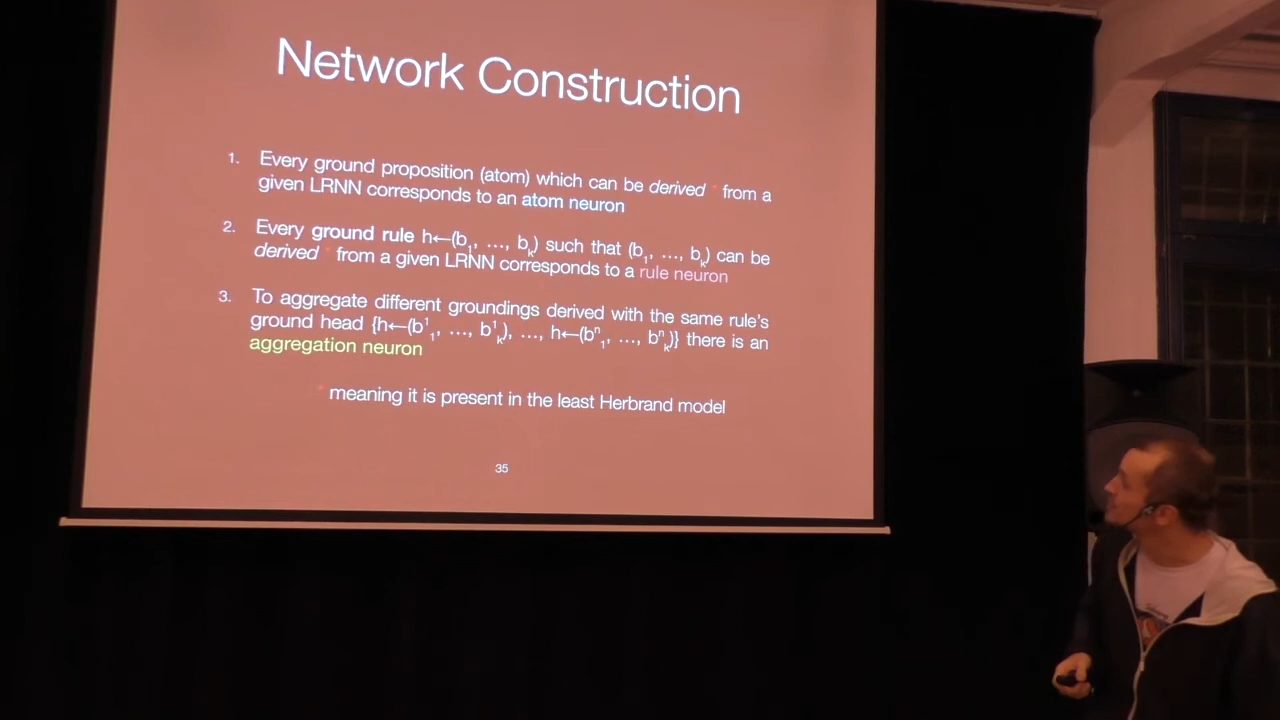 Network Construction
1. Every ground proposition (atom) which can be derived * from a
given LRNN corresponds to an atom neuron
2. Every ground rule h←(b₁, ..., bₖ) such that (b₁, ..., bₖ) can be
derived * from a given LRNN corresponds to a rule neuron
3. To aggregate different groundings derived with the same rule's
ground head {h←(b¹₁, ..., b¹ₖ), ..., h←(bⁿ₁, ..., bⁿₖ)} there is an
aggregation neuron
* meaning it is present in the least Herbrand model
35